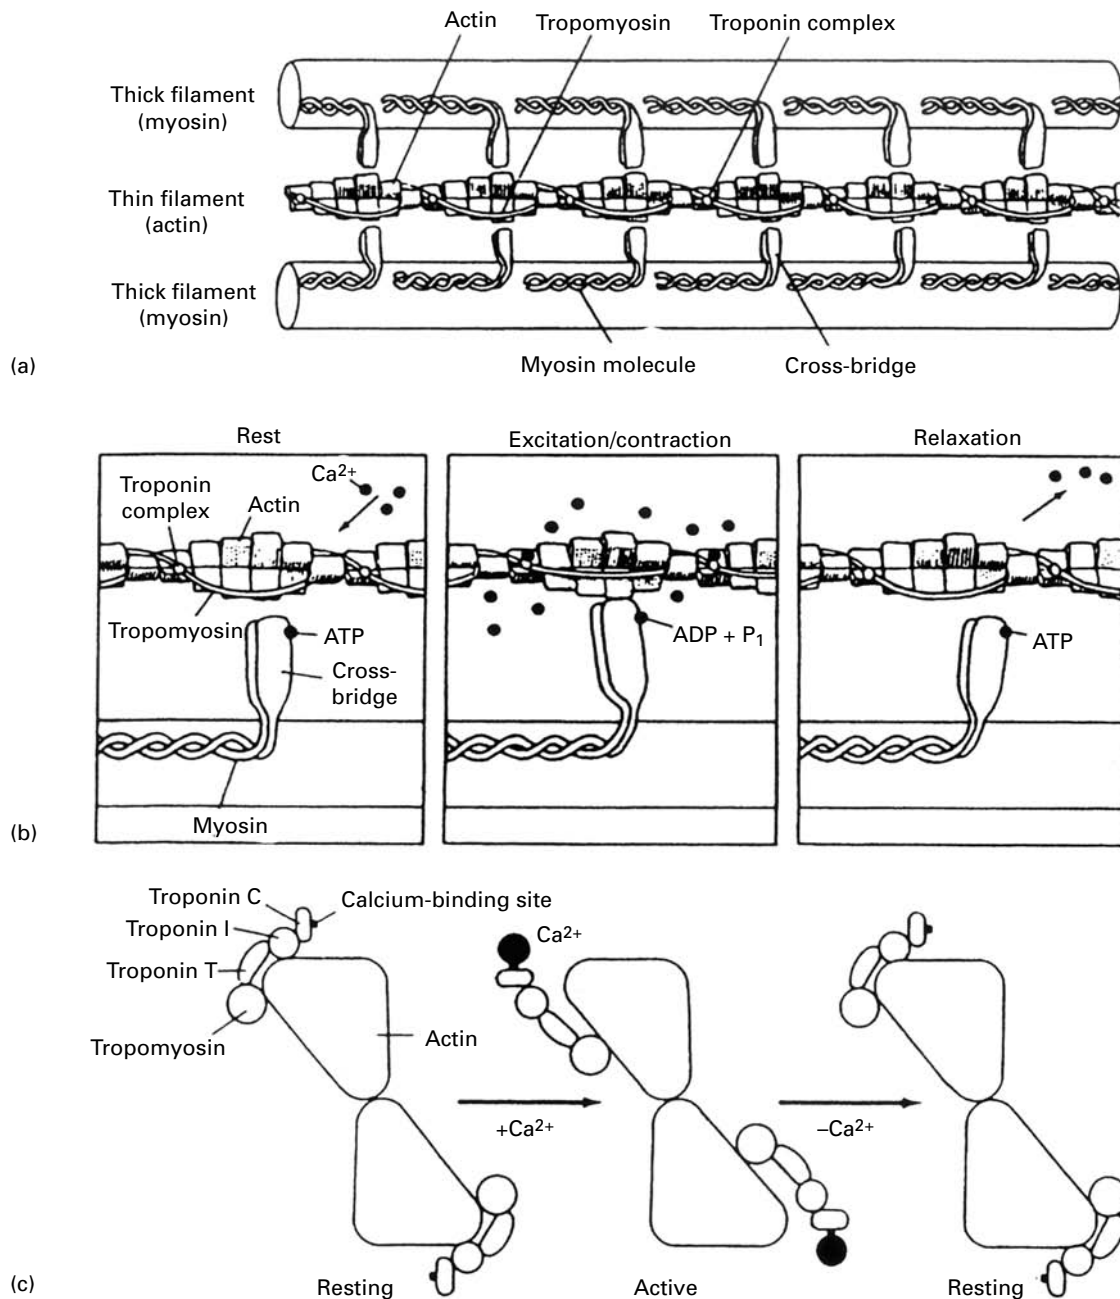 Actin
Tropomyosin
Troponin complex
Thick filament
(myosin)
Thin filament
(actin)
Thick filament
(myosin)
Myosin molecule
Cross-bridge
(a)
Rest
Excitation/contraction
Relaxation
Troponin
complex
Actin
Ca2+
Tropomyosin
ATP
Cross-
bridge
Myosin
ADP + P1
ATP
(b)
Troponin C
Calcium-binding site
Troponin I
Troponin T
Tropomyosin
Actin
Ca2+
+Ca2+
–Ca2+
Resting
Active
Resting
(c)